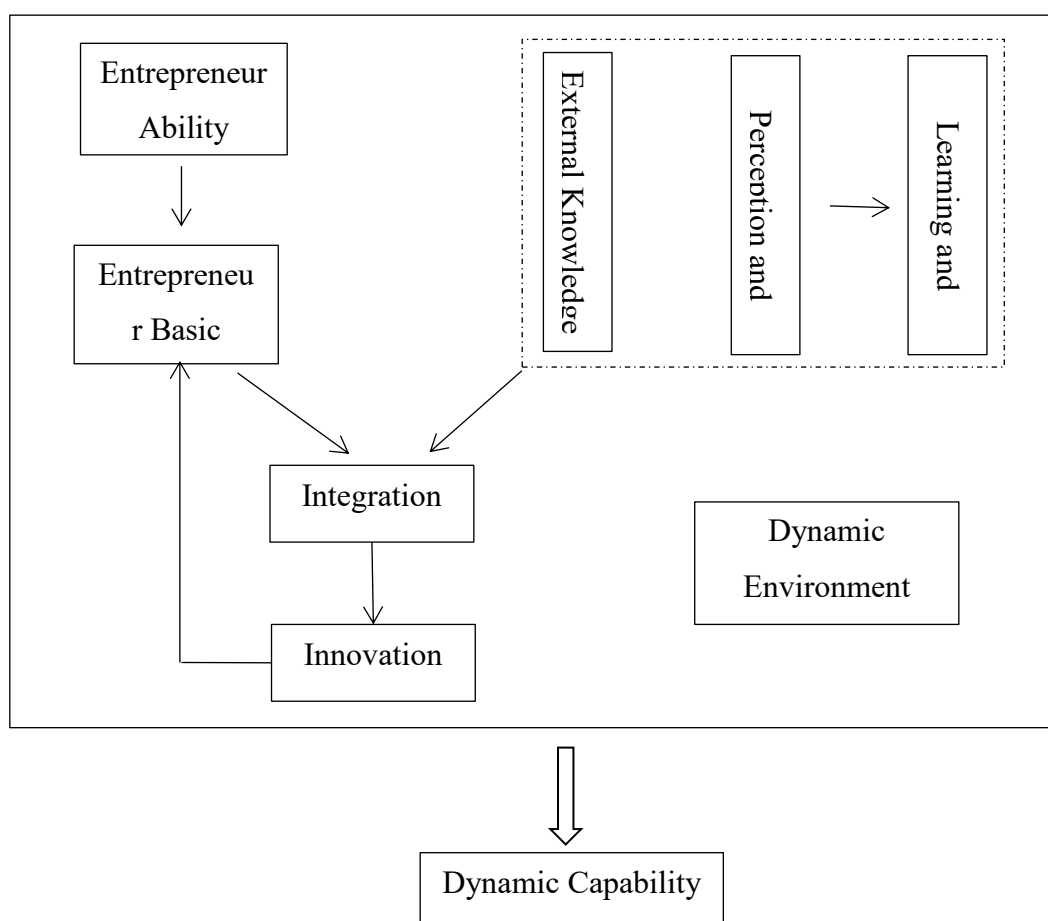 Entrepreneur
Ability
External Knowledge
Perception and
Learning and
Entrepreneu
r Basic
Integration
Dynamic
Environment
Innovation
Dynamic Capability